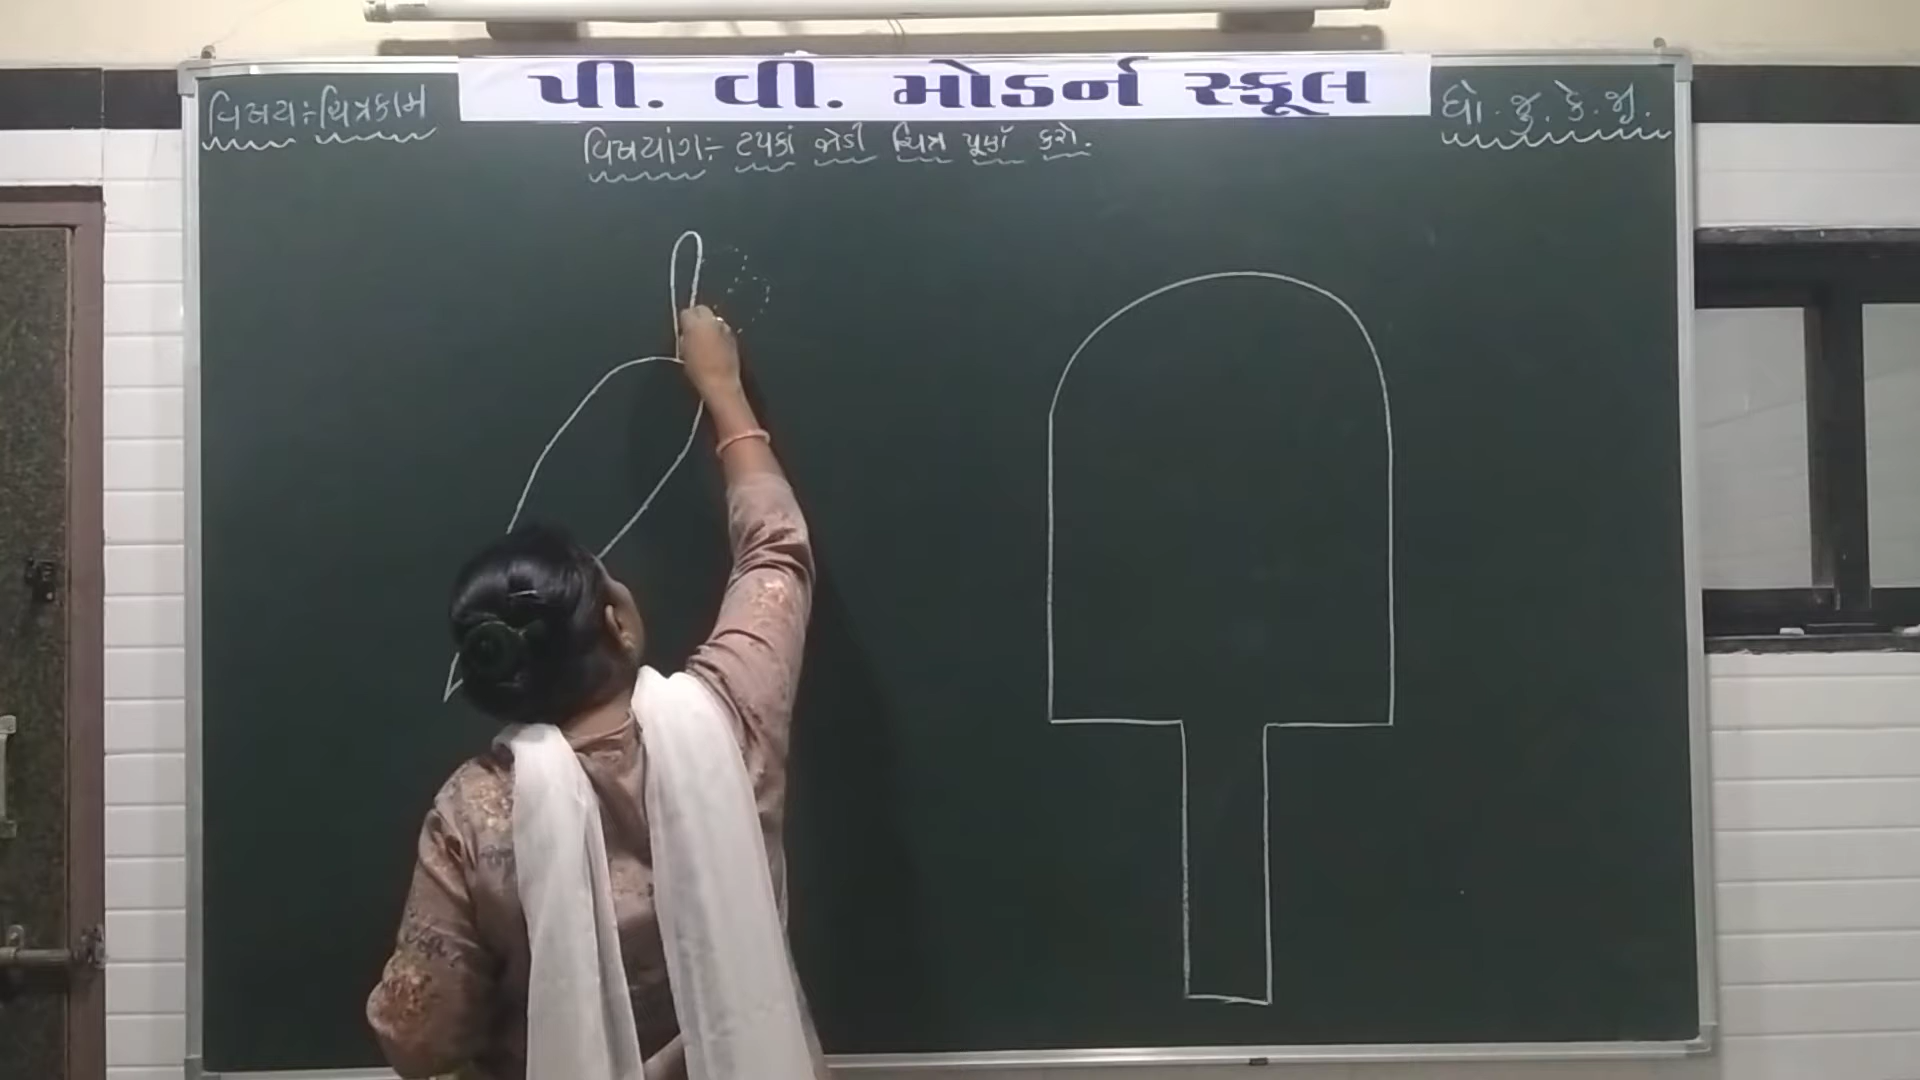 પી. વી. મોડર્ન સ્કૂલ
વિષય:- ચિત્રકામ
ધો. જુ. કે. જી.
વિષયાંગ:- ટપકાં જોડી ચિત્ર પૂર્ણ કરો.